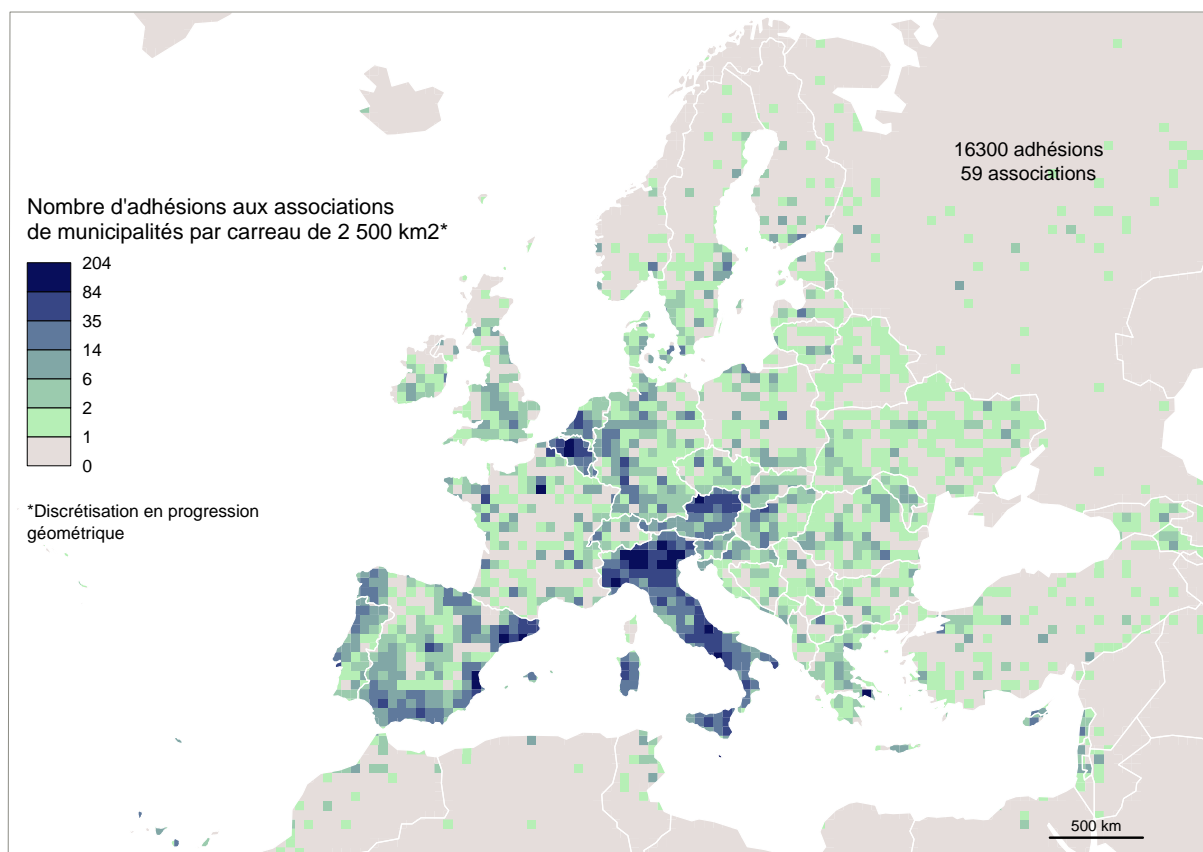 16300 adhésions
59 associations
Nombre d'adhésions aux associations
de municipalités par carreau de 2 500 km2*
204
84
35
14
6
2
1
0
*Discrétisation en progression
géométrique
500 km